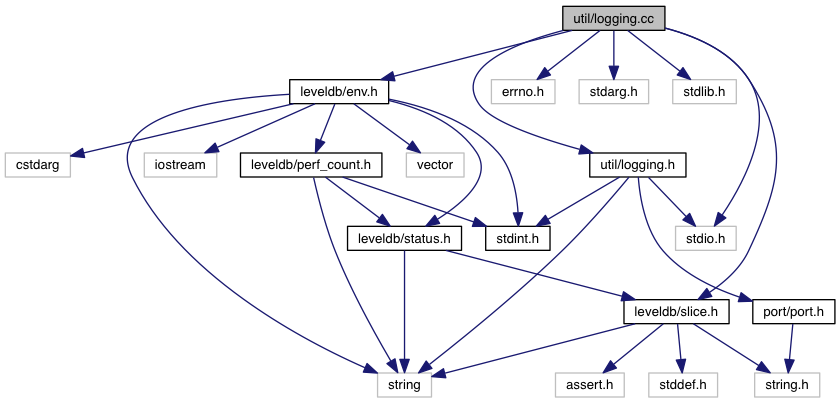 util/logging.cc
leveldb/env.h
errno.h
stdarg.h
stdlib.h
cstdarg
iostream
leveldb/perf_count.h
vector
util/logging.h
leveldb/status.h
stdint.h
stdio.h
leveldb/slice.h
port/port.h
string
assert.h
stddef.h
string.h